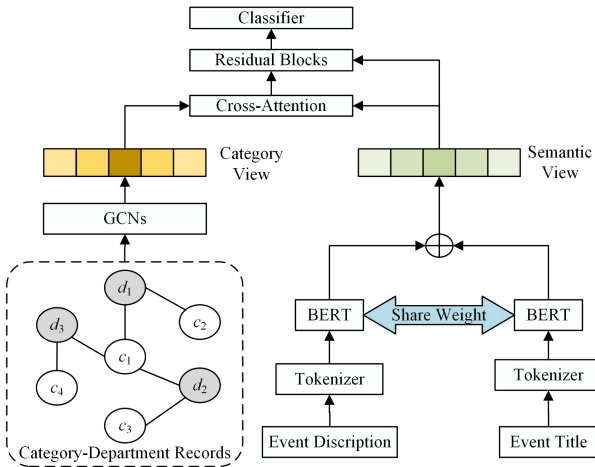 Classifier
Residual Blocks
Cross-Attention
Category
View
Semantic
View
GCNs
d₁
d₃
c₂
c₁
c₄
d₂
c₃
Category-Department Records
BERT
Share Weight
BERT
Tokenizer
Tokenizer
Event Discription
Event Title